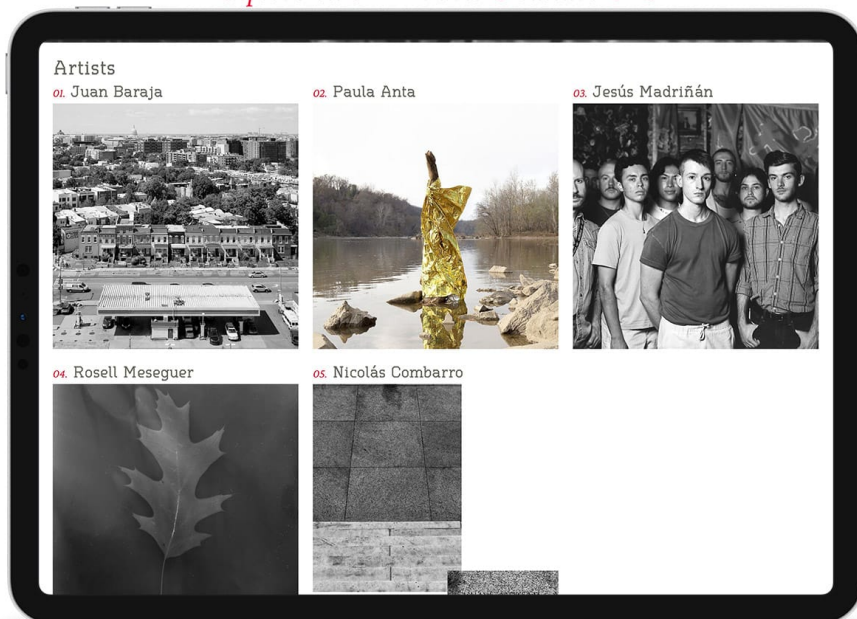 Artists
01. Juan Baraja
02. Paula Anta
03. Jesús Madriñán
04. Rosell Meseguer
05. Nicolás Combarro